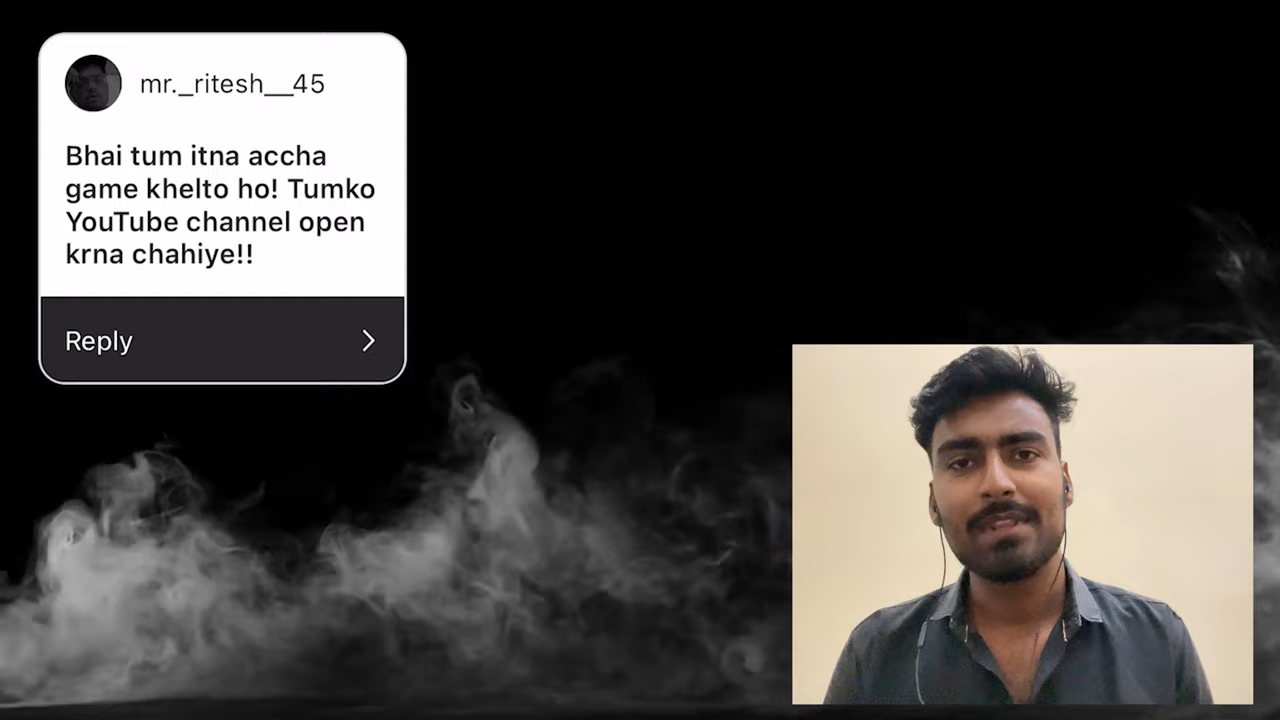 mr._ritesh__45
Bhai tum itna accha
game khelto ho! Tumko
YouTube channel open
krna chahiye!!
Reply